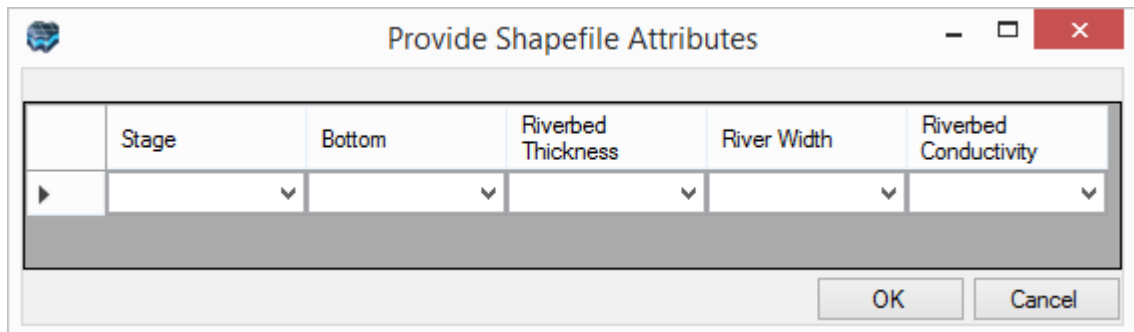 Provide Shapefile Attributes
Stage
Bottom
Riverbed
Thickness
River Width
Riverbed
Conductivity
OK
Cancel